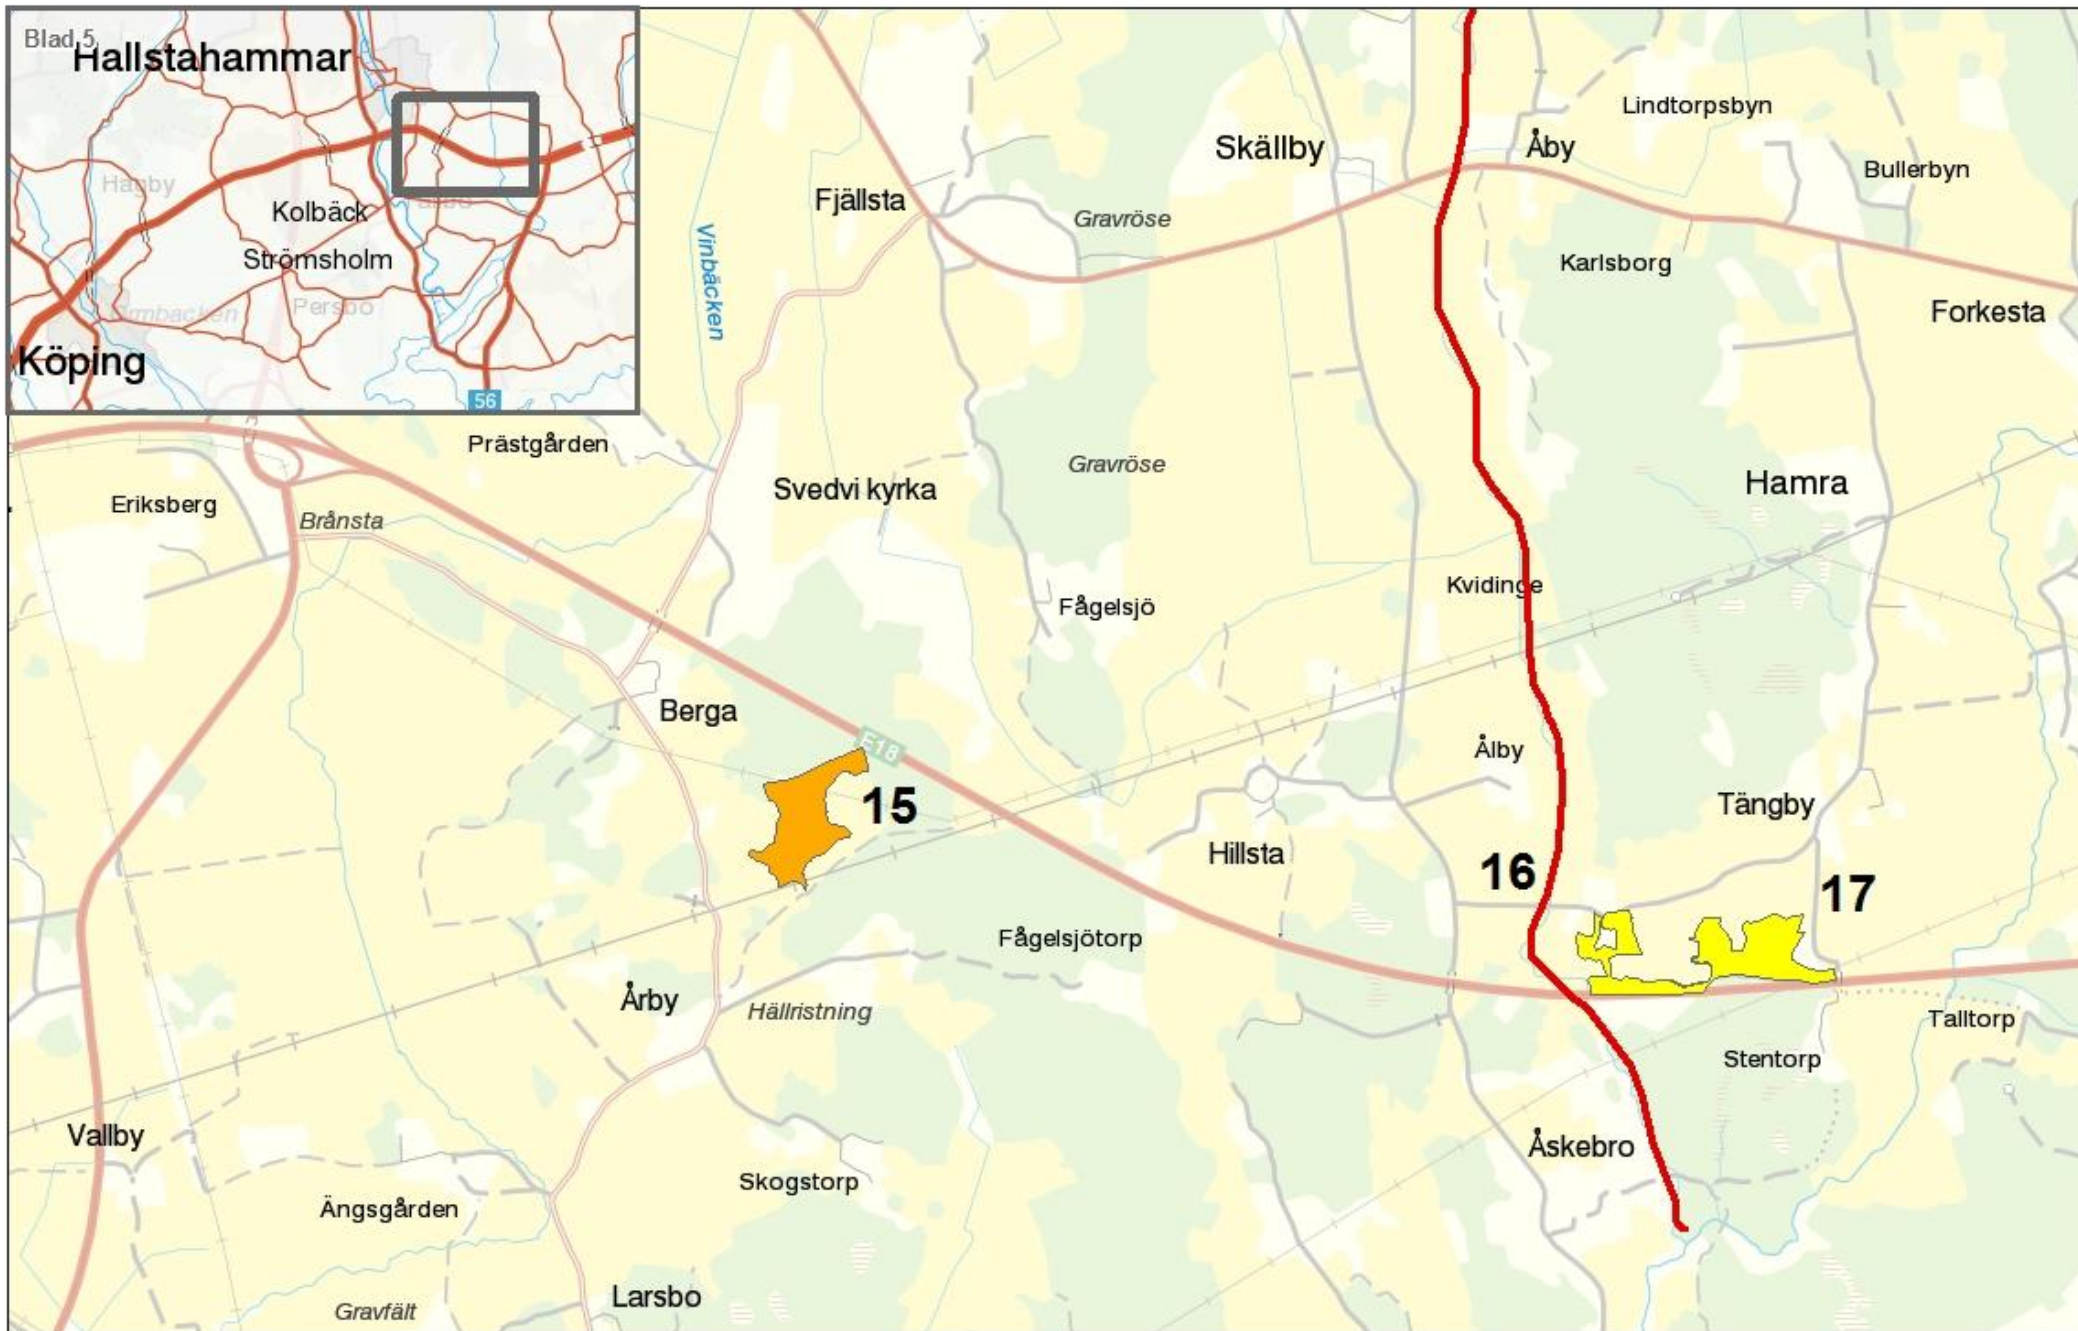 Blad 5
Hallstahammar
Hagby
Kolbäck
Strömsholm
Persbo
Köping
56
Lindtorpsbyn
Skällby
Åby
Bullerbyn
Fjällsta
Gravröse
Vinbäcken
Karlsborg
Forkesta
Prästgården
Gravröse
Svedvi kyrka
Hamra
Eriksberg
Brånsta
Kvidinge
Fågelsjö
Berga
E18
Ålby
15
Tängby
Hillsta
16
17
Fågelsjötorp
Årby
Hällristning
Talltorp
Stentorp
Vallby
Åskebro
Skogstorp
Ängsgården
Larsbo
Gravfält